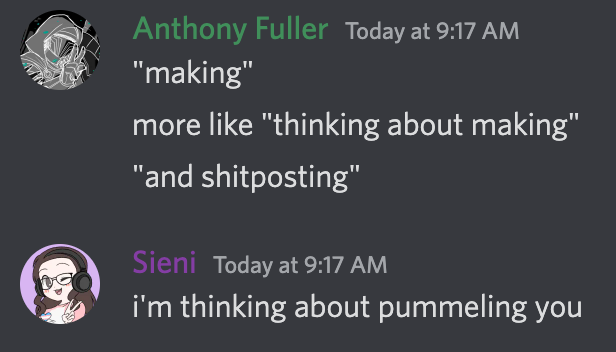 Anthony Fuller Today at 9:17 AM
"making"
more like "thinking about making"
"and shitposting"
Sieni Today at 9:17 AM
i'm thinking about pummeling you